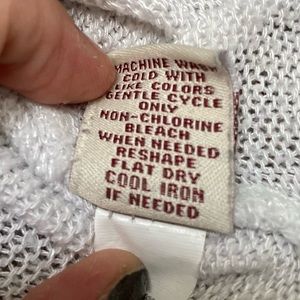 MACHINE WASH
COLD WITH
LIKE COLORS
GENTLE CYCLE
ONLY
NON-CHLORINE
BLEACH
WHEN NEEDED
RESHAPE
FLAT DRY
COOL IRON
IF NEEDED